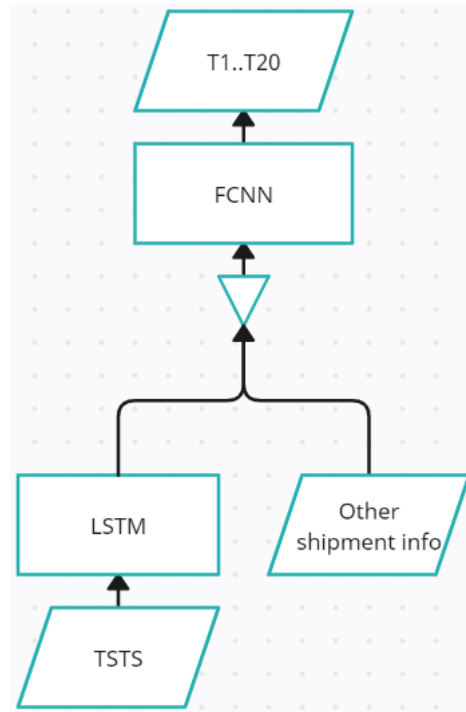 T1..T20
FCNN
LSTM
Other
shipment info
TSTS